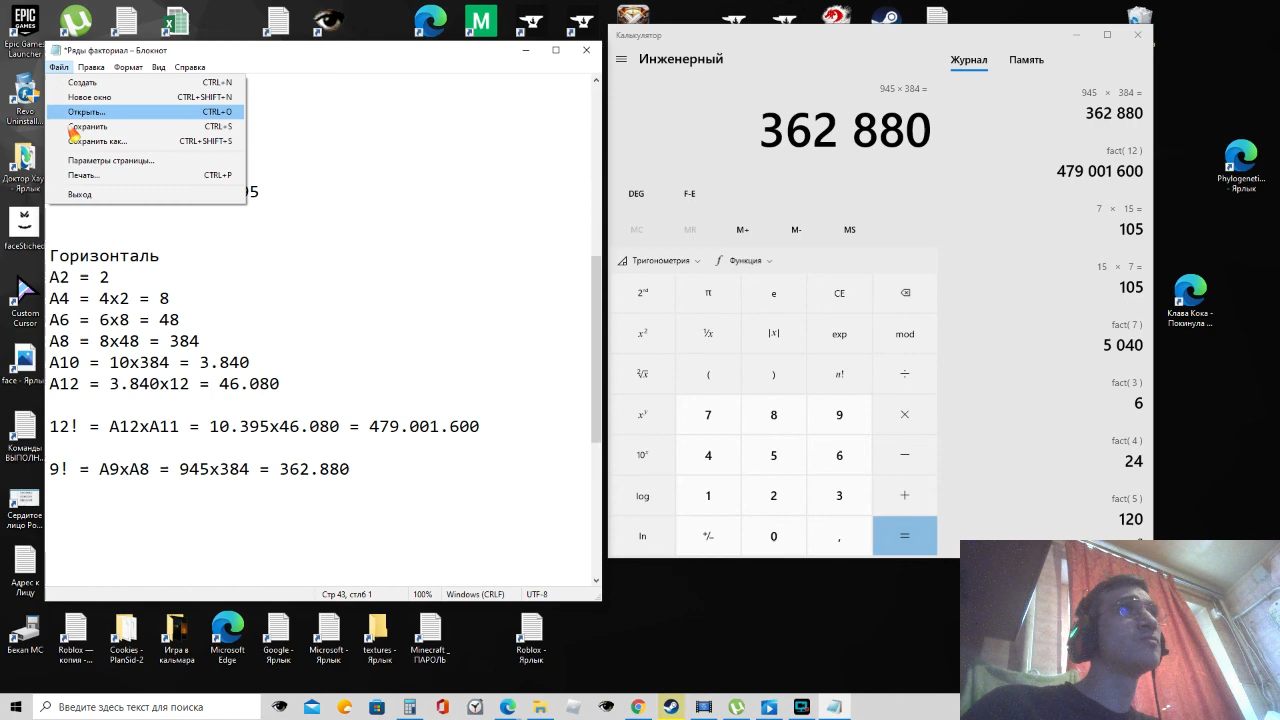 *Ряды факториал – Блокнот
Файл Правка Формат Вид Справка
Создать CTRL+N
Новое окно CTRL+SHIFT+N
Открыть... CTRL+O
Сохранить CTRL+S
Сохранить как... CTRL+SHIFT+S
Параметры страницы...
Печать... CTRL+P
Выход
Горизонталь
A2 = 2
A4 = 4x2 = 8
A6 = 6x8 = 48
A8 = 8x48 = 384
A10 = 10x384 = 3.840
A12 = 3.840x12 = 46.080
12! = A12xA11 = 10.395x46.080 = 479.001.600
9! = A9xA8 = 945x384 = 362.880
Стр 43, стлб 1 100% Windows (CRLF) UTF-8
Калькулятор
Инженерный
945 × 384 =
362 880
DEG F-E
MC MR M+ M- MS
Тригонометрия Функция
2ⁿᵈ π e CE
x² ¹/x |x| exp mod
²√x ( ) n! ÷
xʸ 7 8 9 ×
10ˣ 4 5 6 −
log 1 2 3 +
ln +/− 0 , =
Журнал Память
945 × 384 =
362 880
fact( 12 )
479 001 600
7 × 15 =
105
15 × 7 =
105
fact( 7 )
5 040
fact( 3 )
6
fact( 4 )
24
fact( 5 )
120
EPIC
GAMES
Epic Games
Launcher
Revo
Uninstall...
Доктор Хау
- Ярлык
faceStiched
Custom
Cursor
face - Ярлык
Команды
ВЫПОЛН...
Сердитое
лицо Ро...
Адрес к
Лицу
M
Phylogeneti...
- Ярлык
Клава Кока -
Покинула ...
Бекап МС
Roblox —
копия -...
Cookies -
PlanSid-2
Игра в
кальмара
Microsoft
Edge
Google -
Ярлык
Microsoft -
Ярлык
textures -
Ярлык
Minecraft _
ПАРОЛЬ
Roblox -
Ярлык
Введите здесь текст для поиска